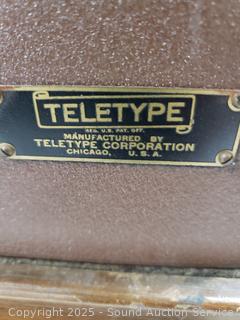 TELETYPE
REG. U.S. PAT. OFF.
MANUFACTURED BY
TELETYPE CORPORATION
CHICAGO, U.S.A.
Copyright © 2025 - Sound Auction Service